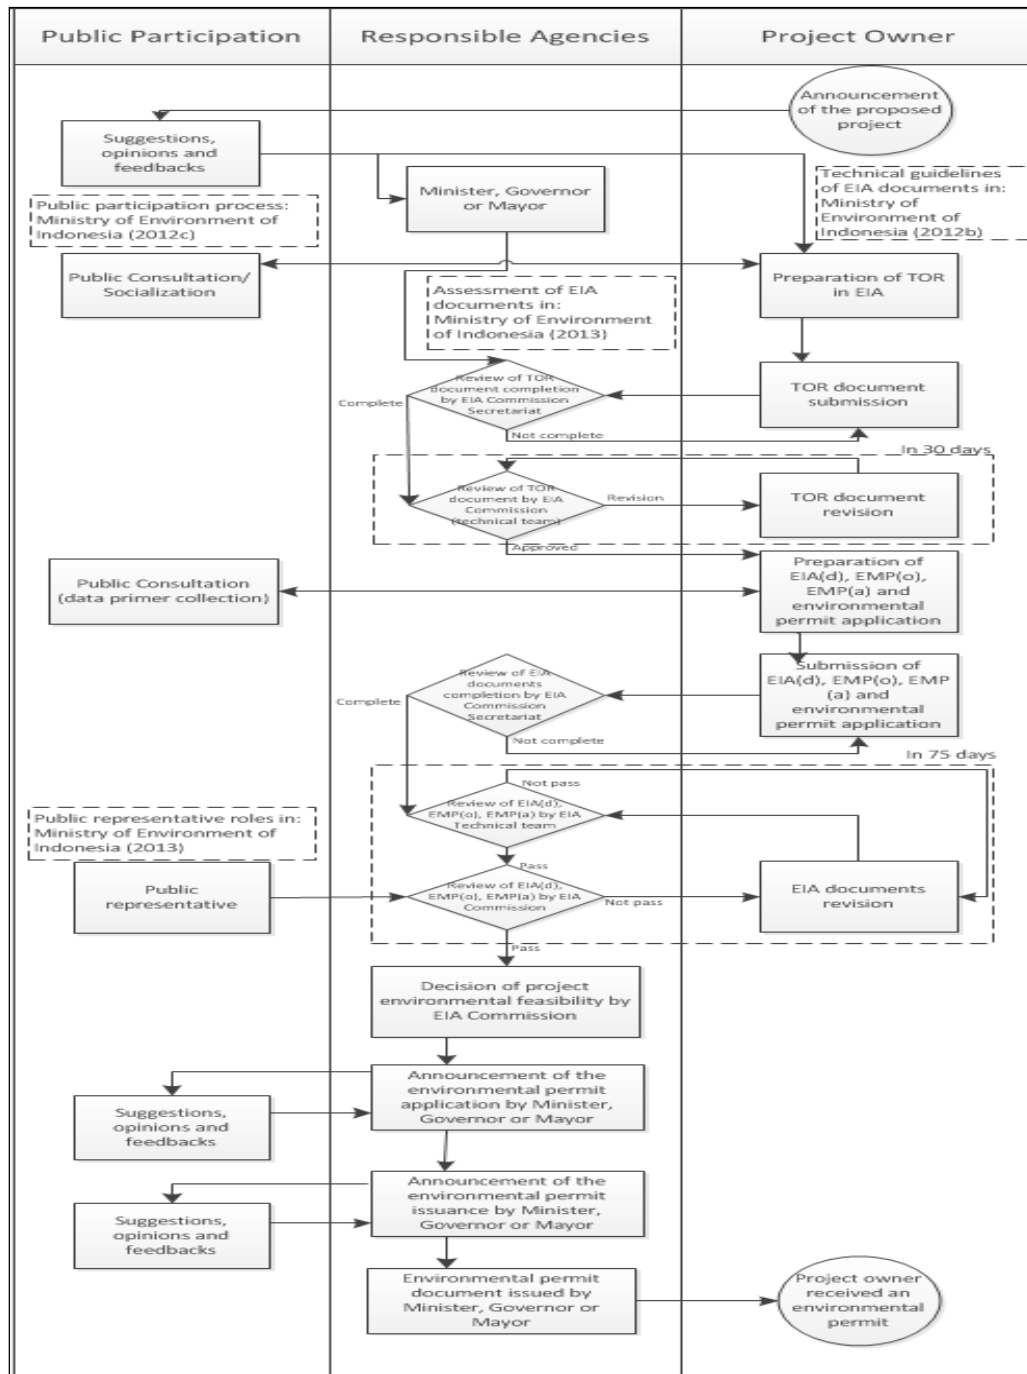 Public Participation
Responsible Agencies
Project Owner
Announcement
of the proposed
project
Suggestions,
opinions and
feedbacks
Minister, Governor
or Mayor
Technical guidelines
of EIA documents in:
Ministry of
Environment of
Indonesia (2012b)
Public participation process:
Ministry of Environment of
Indonesia (2012c)
Public Consultation/
Socialization
Assessment of EIA
documents in:
Ministry of Environment
of Indonesia (2013)
Preparation of TOR
in EIA
Review of TOR
document completion
by EIA Commission
Secretariat
Complete
Not complete
TOR document
submission
In 30 days
Review of TOR
document by EIA
Commission
(technical team)
Revision
TOR document
revision
Approved
Public Consultation
(data primer collection)
Preparation of
EIA(d), EMP(o),
EMP(a) and
environmental
permit application
Review of EIA
documents
completion by EIA
Commission
Secretariat
Complete
Not complete
Submission of
EIA(d), EMP(o), EMP
(a) and
environmental
permit application
In 75 days
Not pass
Review of EIA(d),
EMP(o), EMP(a) by EIA
Technical team
Pass
Public representative roles in:
Ministry of Environment of
Indonesia (2013)
Public
representative
Review of EIA(d),
EMP(o), EMP(a) by EIA
Commission
Not pass
EIA documents
revision
Pass
Decision of project
environmental feasibility by
EIA Commission
Announcement of the
environmental permit
application by Minister,
Governor or Mayor
Suggestions,
opinions and
feedbacks
Announcement of the
environmental permit
issuance by Minister,
Governor or Mayor
Suggestions,
opinions and
feedbacks
Environmental permit
document issued by
Minister, Governor or
Mayor
Project owner
received an
environmental
permit